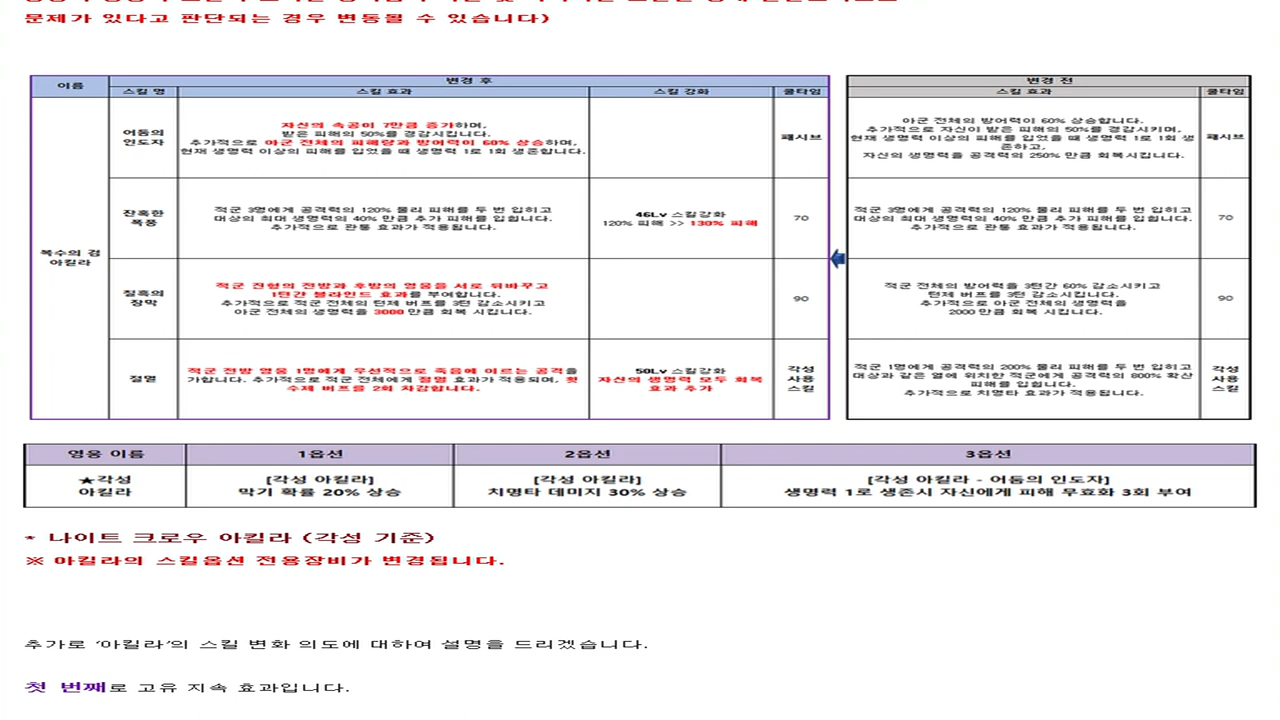 문제가 있다고 판단되는 경우 변동될 수 있습니다)
이름 변경 후 변경 전
스킬 명 스킬 효과 스킬 강화 쿨타임 스킬 효과 쿨타임
복수의 검
아킬라
어둠의
인도자
자신의 속공이 7만큼 증가하며,
받은 피해의 50%를 경감시킵니다.
추가적으로 아군 전체의 피해량과 방어력이 60% 상승하며,
현재 생명력 이상의 피해를 입었을 때 생명력 1로 1회 생존합니다.
패시브
아군 전체의 방어력이 60% 상승합니다.
추가적으로 자신이 받은 피해의 50%를 경감시키며,
현재 생명력 이상의 피해를 입었을 때 생명력 1로 1회 생
존하고,
자신의 생명력을 공격력의 250% 만큼 회복시킵니다.
패시브
잔혹한
폭풍
적군 3명에게 공격력의 120% 물리 피해를 두 번 입히고
대상의 최대 생명력의 40% 만큼 추가 피해를 입힙니다.
추가적으로 관통 효과가 적용됩니다.
46Lv 스킬강화
120% 피해 >> 130% 피해
70
적군 3명에게 공격력의 120% 물리 피해를 두 번 입히고
대상의 최대 생명력의 40% 만큼 추가 피해를 입힙니다.
추가적으로 관통 효과가 적용됩니다.
70
칠흑의
장막
적군 진형의 전방과 후방의 영웅을 서로 뒤바꾸고
1턴간 블라인드 효과를 부여합니다.
추가적으로 적군 전체의 턴제 버프를 3턴 감소시키고
아군 전체의 생명력을 3000 만큼 회복 시킵니다.
90
적군 전체의 방어력을 3턴간 60% 감소시키고
턴제 버프를 3턴 감소시킵니다.
추가적으로 아군 전체의 생명력을
2000 만큼 회복 시킵니다.
90
절멸
적군 전방 영웅 1명에게 우선적으로 죽음에 이르는 공격을
가합니다. 추가적으로 적군 전체에게 절멸 효과가 적용되며, 횟
수제 버프를 2회 차감합니다.
50Lv 스킬강화
자신의 생명력 모두 회복
효과 추가
각성
사용
스킬
적군 1명에게 공격력의 200% 물리 피해를 두 번 입히고
대상과 같은 열에 위치한 적군에게 공격력의 800% 확산
피해를 입힙니다.
추가적으로 치명타 효과가 적용됩니다.
각성
사용
스킬
영웅 이름 1옵션 2옵션 3옵션
★각성
아킬라
[각성 아킬라]
막기 확률 20% 상승
[각성 아킬라]
치명타 데미지 30% 상승
[각성 아킬라 - 어둠의 인도자]
생명력 1로 생존시 자신에게 피해 무효화 3회 부여
* 나이트 크로우 아킬라 (각성 기준)
※ 아킬라의 스킬옵션 전용장비가 변경됩니다.
추가로 '아킬라'의 스킬 변화 의도에 대하여 설명을 드리겠습니다.
첫 번째로 고유 지속 효과입니다.